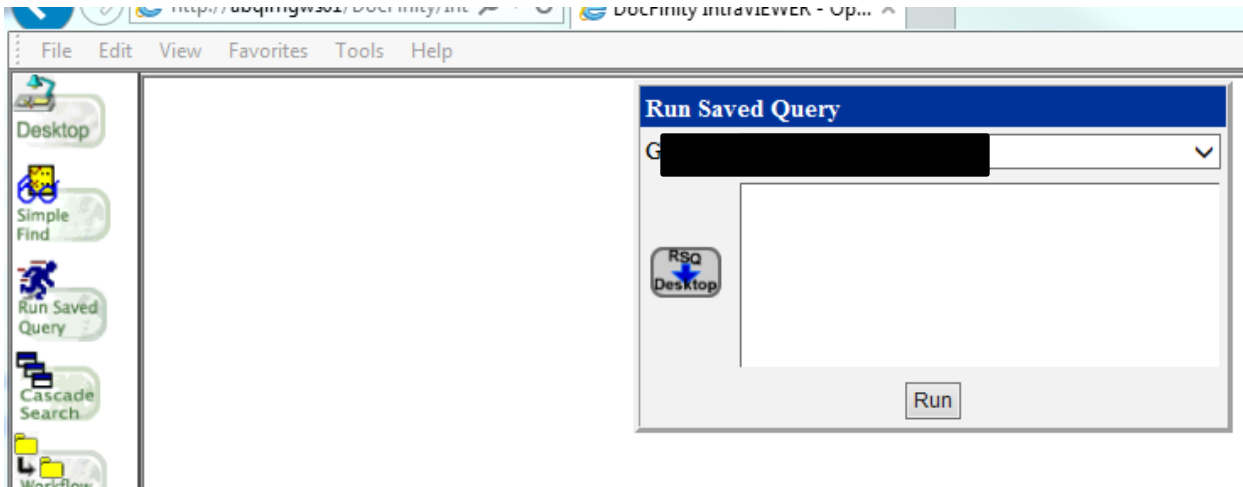 DocFinity IntraVIEWER - Op...
File Edit View Favorites Tools Help
Desktop
Simple
Find
Run Saved
Query
Cascade
Search
Workflow
Run Saved Query
G
RSQ
Desktop
Run